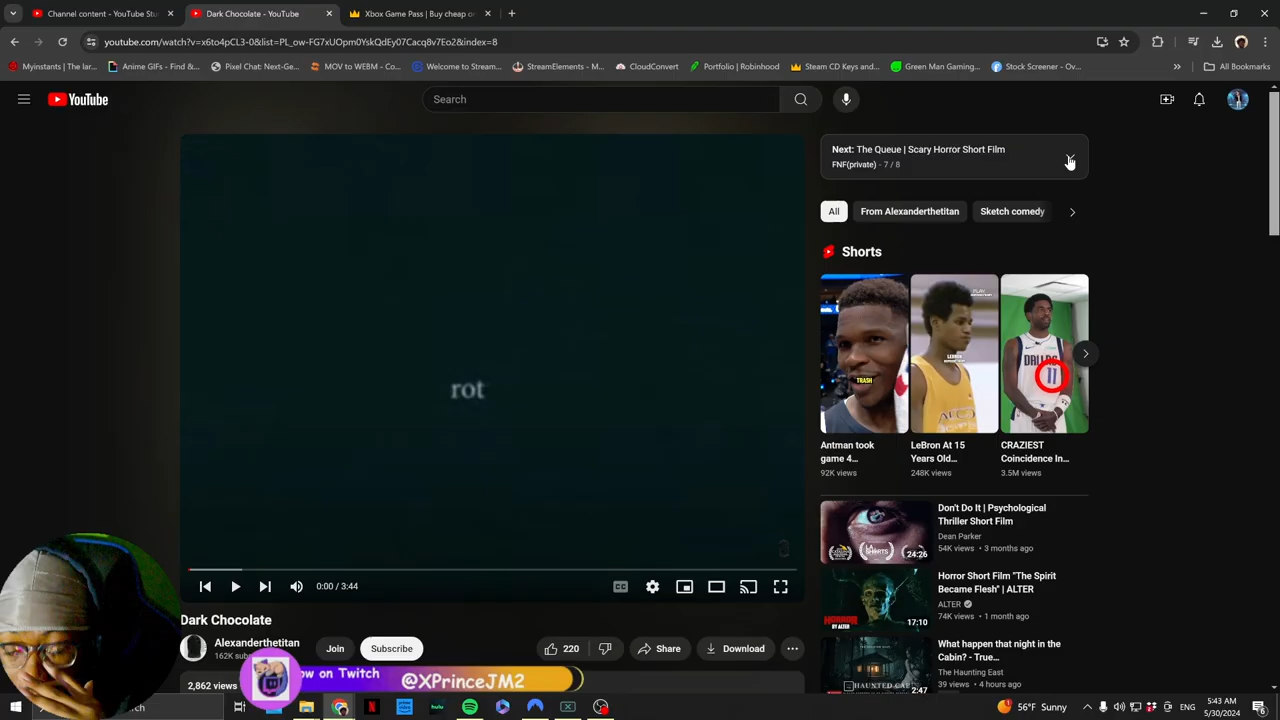 Channel content - YouTube Stu
Dark Chocolate - YouTube
Xbox Game Pass | Buy cheap o
youtube.com/watch?v=x6to4pCL3-0&list=PL_ow-FG7xUOpm0YskQdEy07Cacq8v7Eo2&index=8
Myinstants | The lar...
Anime GIFs - Find &...
Pixel Chat: Next-Ge...
MOV to WEBM - Co...
Welcome to Stream...
StreamElements - M...
CloudConvert
Portfolio | Robinhood
Steam CD Keys and...
Green Man Gaming...
Stock Screener - Ov...
All Bookmarks
YouTube
Search
Next: The Queue | Scary Horror Short Film
FNF(private) - 7 / 8
All
From Alexanderthetitan
Sketch comedy
Shorts
rot
TRASH
DALLAS
11
Antman took
game 4...
92K views
LeBron At 15
Years Old...
248K views
CRAZIEST
Coincidence In...
3.5M views
Don't Do It | Psychological
Thriller Short Film
Dean Parker
54K views • 3 months ago
24:26
Horror Short Film "The Spirit
Became Flesh" | ALTER
ALTER
74K views • 1 month ago
17:10
What happen that night in the
Cabin? - True...
The Haunting East
39 views • 4 hours ago
2:47
0:00 / 3:44
CC
Dark Chocolate
Alexanderthetitan
162K su
Join
Subscribe
220
Share
Download
2,862 views
ow on Twitch
@XPrinceJM2
rch
hulu
56°F Sunny
ENG
5:43 AM
5/30/2024